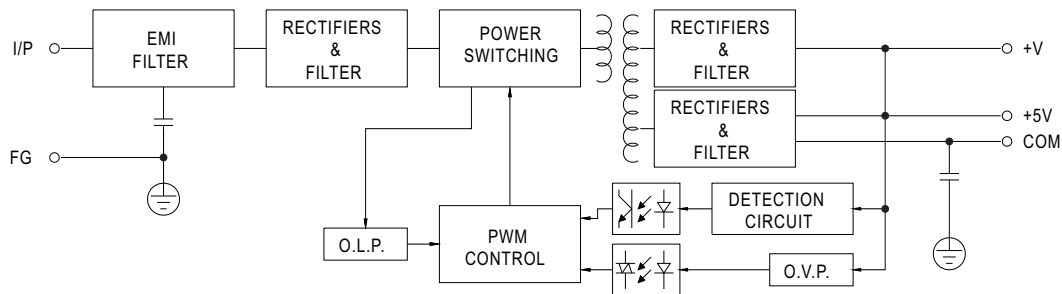 I/P
EMI
FILTER
RECTIFIERS
&
FILTER
POWER
SWITCHING
RECTIFIERS
&
FILTER
+V
RECTIFIERS
&
FILTER
+5V
COM
FG
DETECTION
CIRCUIT
O.L.P.
PWM
CONTROL
O.V.P.